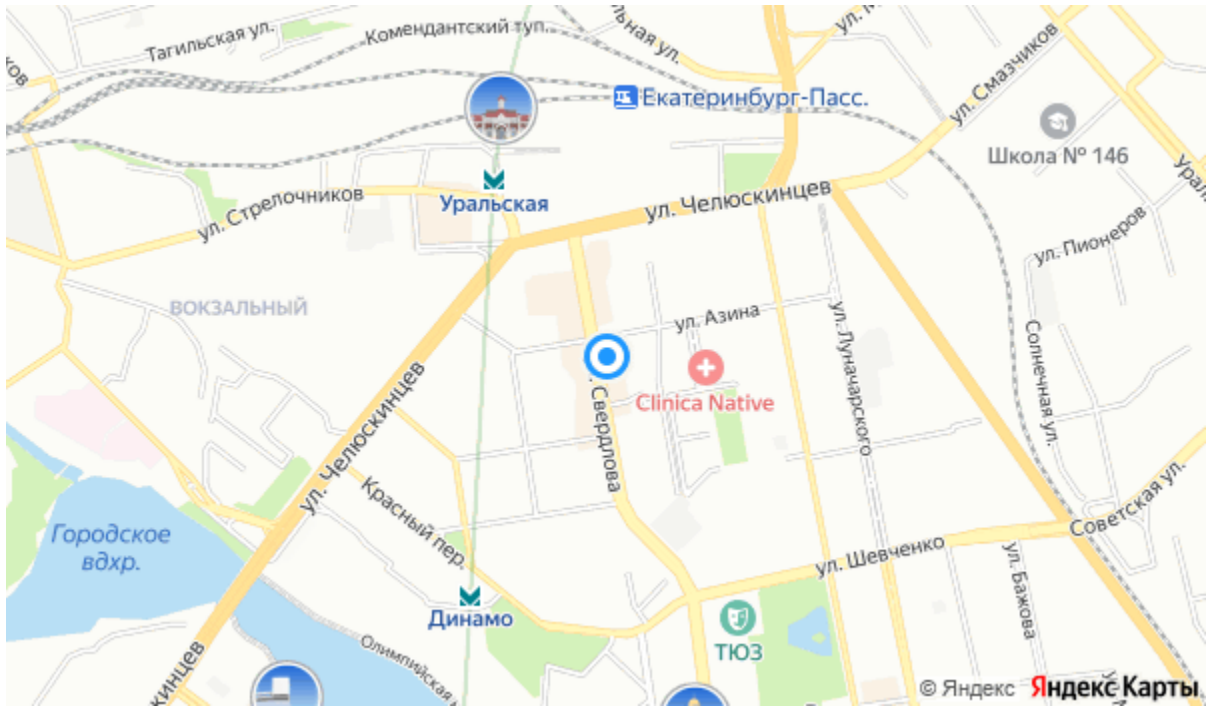 Тагильская ул.
Комендантский туп.
ул. Смазчиков
Екатеринбург-Пасс.
Школа № 146
Уральская
ул. Стрелочников
ул. Челюскинцев
ул. Пионеров
ВОКЗАЛЬНЫЙ
ул. Азина
ул. Луначарского
Солнечная ул.
Clinica Native
Свердлова
ул. Челюскинцев
Красный пер.
Городское
вдхр.
Советская ул.
ул. Шевченко
ул. Бажова
Динамо
ТЮЗ
Олимпийская
© Яндекс Яндекс Карты